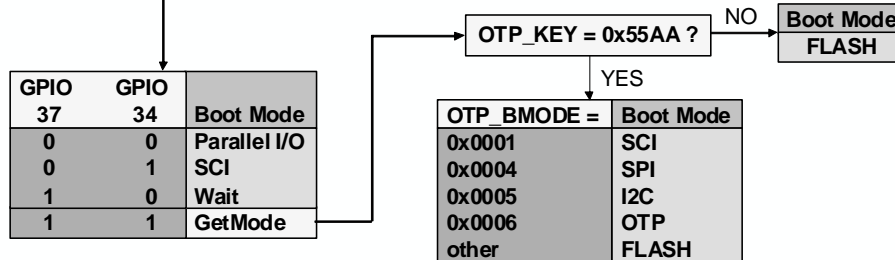 OTP_KEY = 0x55AA ?
NO
Boot Mode
FLASH
YES
GPIO GPIO
37 34 Boot Mode
0 0 Parallel I/O
0 1 SCI
1 0 Wait
1 1 GetMode
OTP_BMODE = Boot Mode
0x0001 SCI
0x0004 SPI
0x0005 I2C
0x0006 OTP
other FLASH